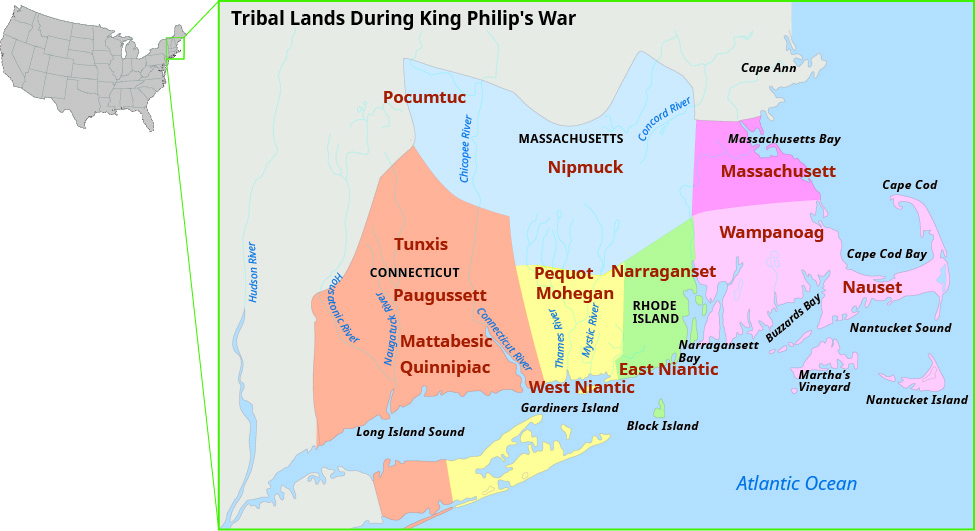 Tribal Lands During King Philip's War
Cape Ann
Pocumtuc
Concord River
Chicopee River
MASSACHUSETTS
Massachusetts Bay
Nipmuck
Massachusett
Cape Cod
Wampanoag
Tunxis
Hudson River
Cape Cod Bay
CONNECTICUT
Pequot
Narraganset
Housatonic River
Paugussett
Mohegan
Nauset
Naugatuck River
Connecticut River
Thames River
Mystic River
RHODE
ISLAND
Buzzards Bay
Nantucket Sound
Mattabesic
Narragansett
Bay
Quinnipiac
East Niantic
Martha's
Vineyard
West Niantic
Nantucket Island
Gardiners Island
Block Island
Long Island Sound
Atlantic Ocean